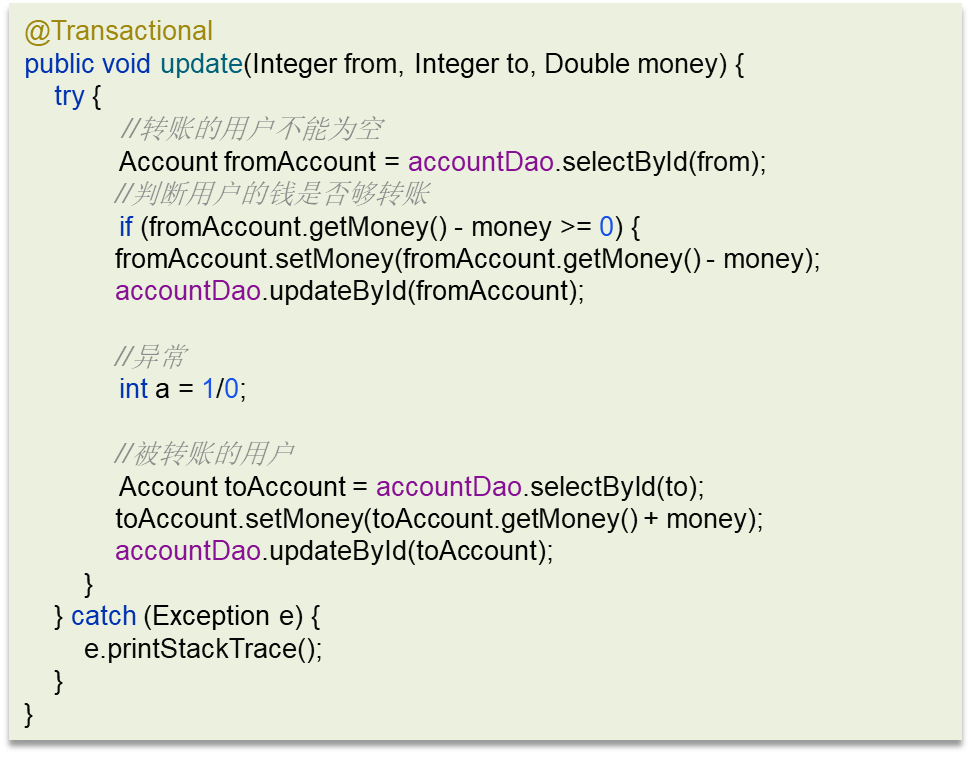 @Transactional
public void update(Integer from, Integer to, Double money) {
try {
//转账的用户不能为空
Account fromAccount = accountDao.selectById(from);
//判断用户的钱是否够转账
if (fromAccount.getMoney() - money >= 0) {
fromAccount.setMoney(fromAccount.getMoney() - money);
accountDao.updateById(fromAccount);
//异常
int a = 1/0;
//被转账的用户
Account toAccount = accountDao.selectById(to);
toAccount.setMoney(toAccount.getMoney() + money);
accountDao.updateById(toAccount);
}
} catch (Exception e) {
e.printStackTrace();
}
}